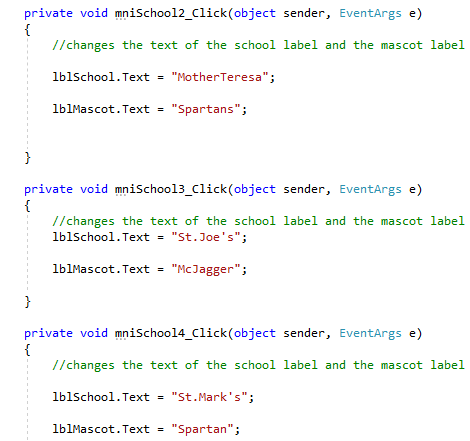 private void mniSchool2_Click(object sender, EventArgs e)
{
//changes the text of the school label and the mascot label
lblSchool.Text = "MotherTeresa";
lblMascot.Text = "Spartans";
}
private void mniSchool3_Click(object sender, EventArgs e)
{
//changes the text of the school label and the mascot label
lblSchool.Text = "St.Joe's";
lblMascot.Text = "McJagger";
}
private void mniSchool4_Click(object sender, EventArgs e)
{
//changes the text of the school label and the mascot label
lblSchool.Text = "St.Mark's";
lblMascot.Text = "Spartan";